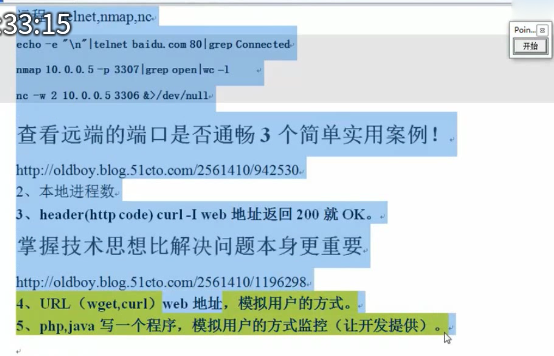 :33:15
telnet,nmap,nc
Poin...
开始
echo -e "\n"|telnet baidu.com 80|grep Connected
nmap 10.0.0.5 -p 3307|grep open|wc -l
nc -w 2 10.0.0.5 3306 &>/dev/null
查看远端的端口是否通畅 3 个简单实用案例！
http://oldboy.blog.51cto.com/2561410/942530
2、本地进程数
3、header(http code) curl -I web 地址返回 200 就 OK。
掌握技术思想比解决问题本身更重要
http://oldboy.blog.51cto.com/2561410/1196298
4、URL（wget,curl）web 地址，模拟用户的方式。
5、php,java 写一个程序，模拟用户的方式监控（让开发提供）。